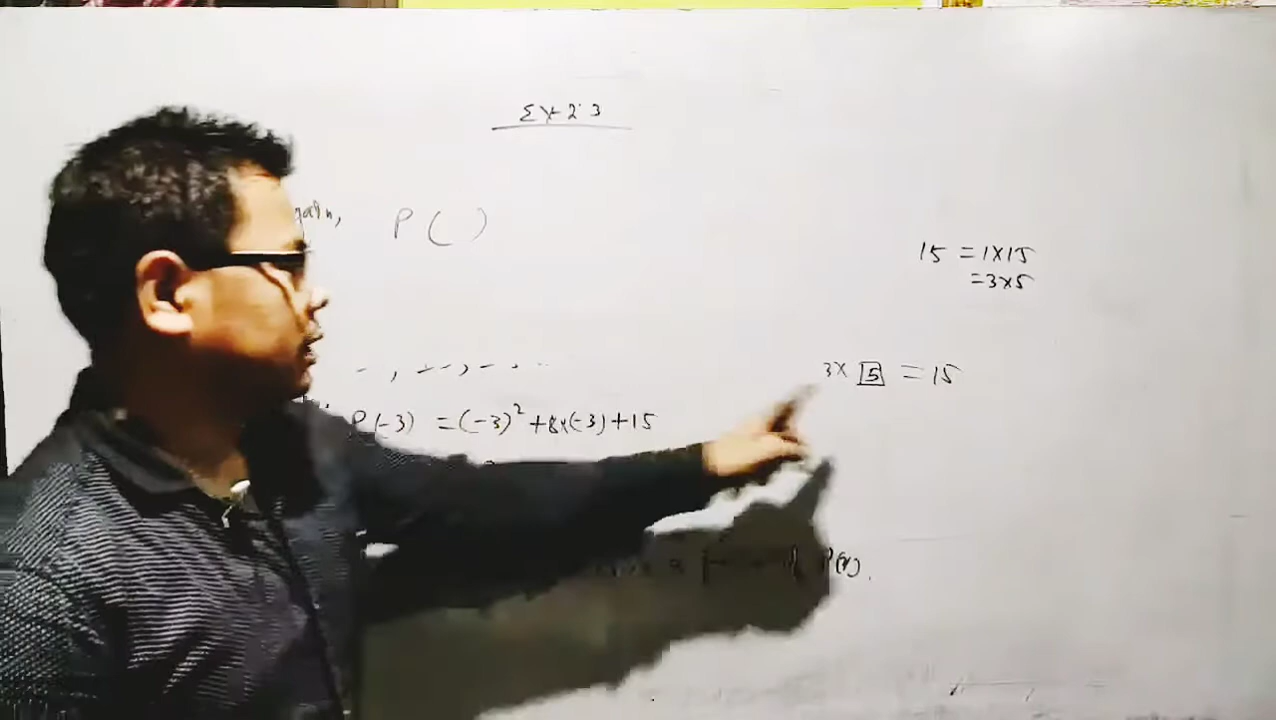 Ex 2.3
P ( )
15 = 1×15
= 3×5
3× 5 = 15
P(-3) = (-3)² + 8×(-3) + 15
P(x).